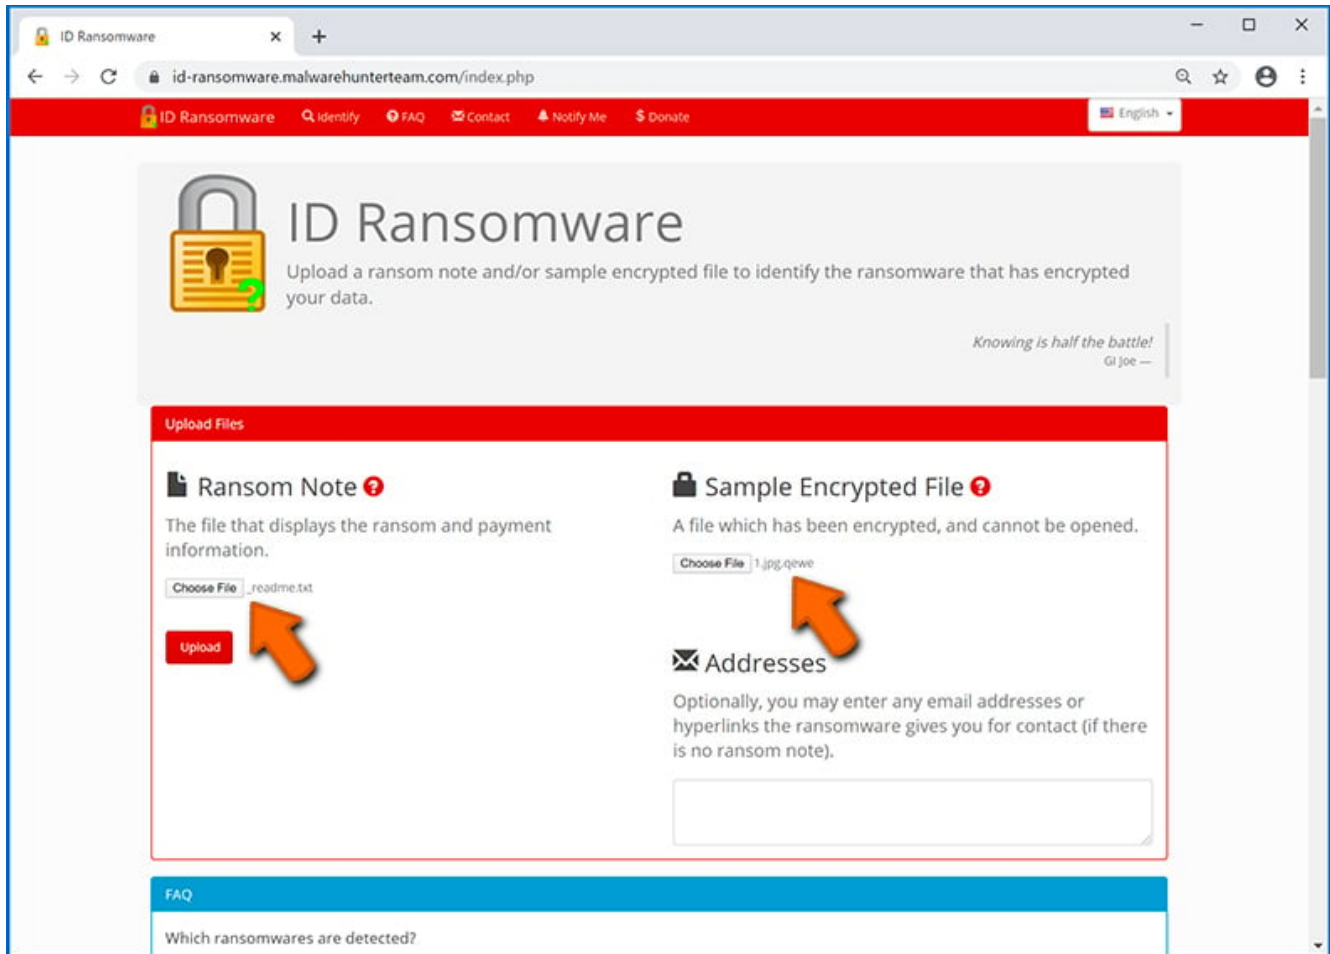 ID Ransomware
id-ransomware.malwarehunterteam.com/index.php
ID Ransomware Identify FAQ Contact Notify Me $ Donate English
ID Ransomware
Upload a ransom note and/or sample encrypted file to identify the ransomware that has encrypted
your data.
Knowing is half the battle!
GI Joe —
Upload Files
Ransom Note
The file that displays the ransom and payment
information.
Choose File _readme.txt
Upload
Sample Encrypted File
A file which has been encrypted, and cannot be opened.
Choose File 1.jpg.qewe
Addresses
Optionally, you may enter any email addresses or
hyperlinks the ransomware gives you for contact (if there
is no ransom note).
FAQ
Which ransomwares are detected?